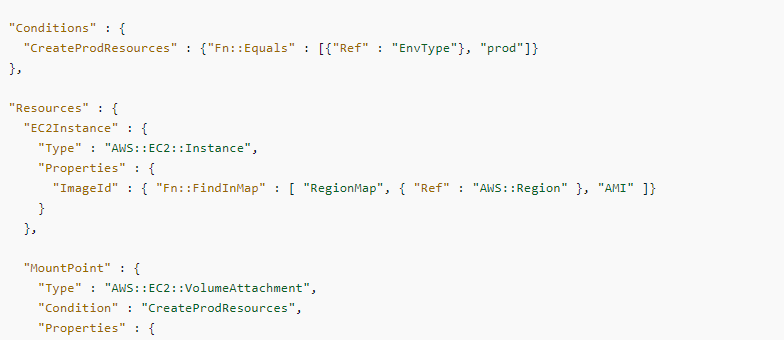 "Conditions" : {
"CreateProdResources" : {"Fn::Equals" : [{"Ref" : "EnvType"}, "prod"]}
},
"Resources" : {
"EC2Instance" : {
"Type" : "AWS::EC2::Instance",
"Properties" : {
"ImageId" : { "Fn::FindInMap" : [ "RegionMap", { "Ref" : "AWS::Region" }, "AMI" ]}
}
},
"MountPoint" : {
"Type" : "AWS::EC2::VolumeAttachment",
"Condition" : "CreateProdResources",
"Properties" : {